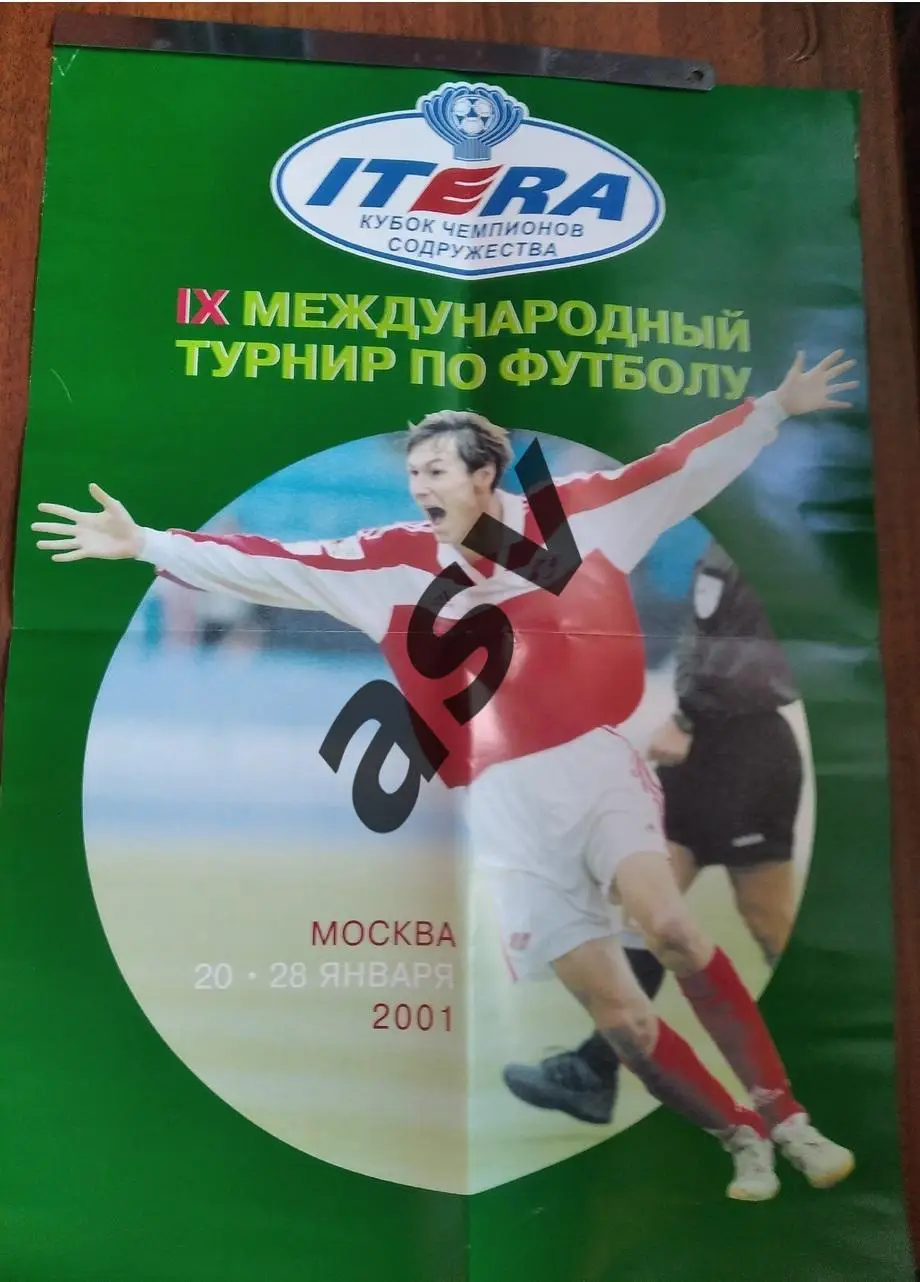 ITERA
КУБОК ЧЕМПИОНОВ
СОДРУЖЕСТВА
IX МЕЖДУНАРОДНЫЙ
ТУРНИР ПО ФУТБОЛУ
asv
МОСКВА
20 · 28 ЯНВАРЯ
2001